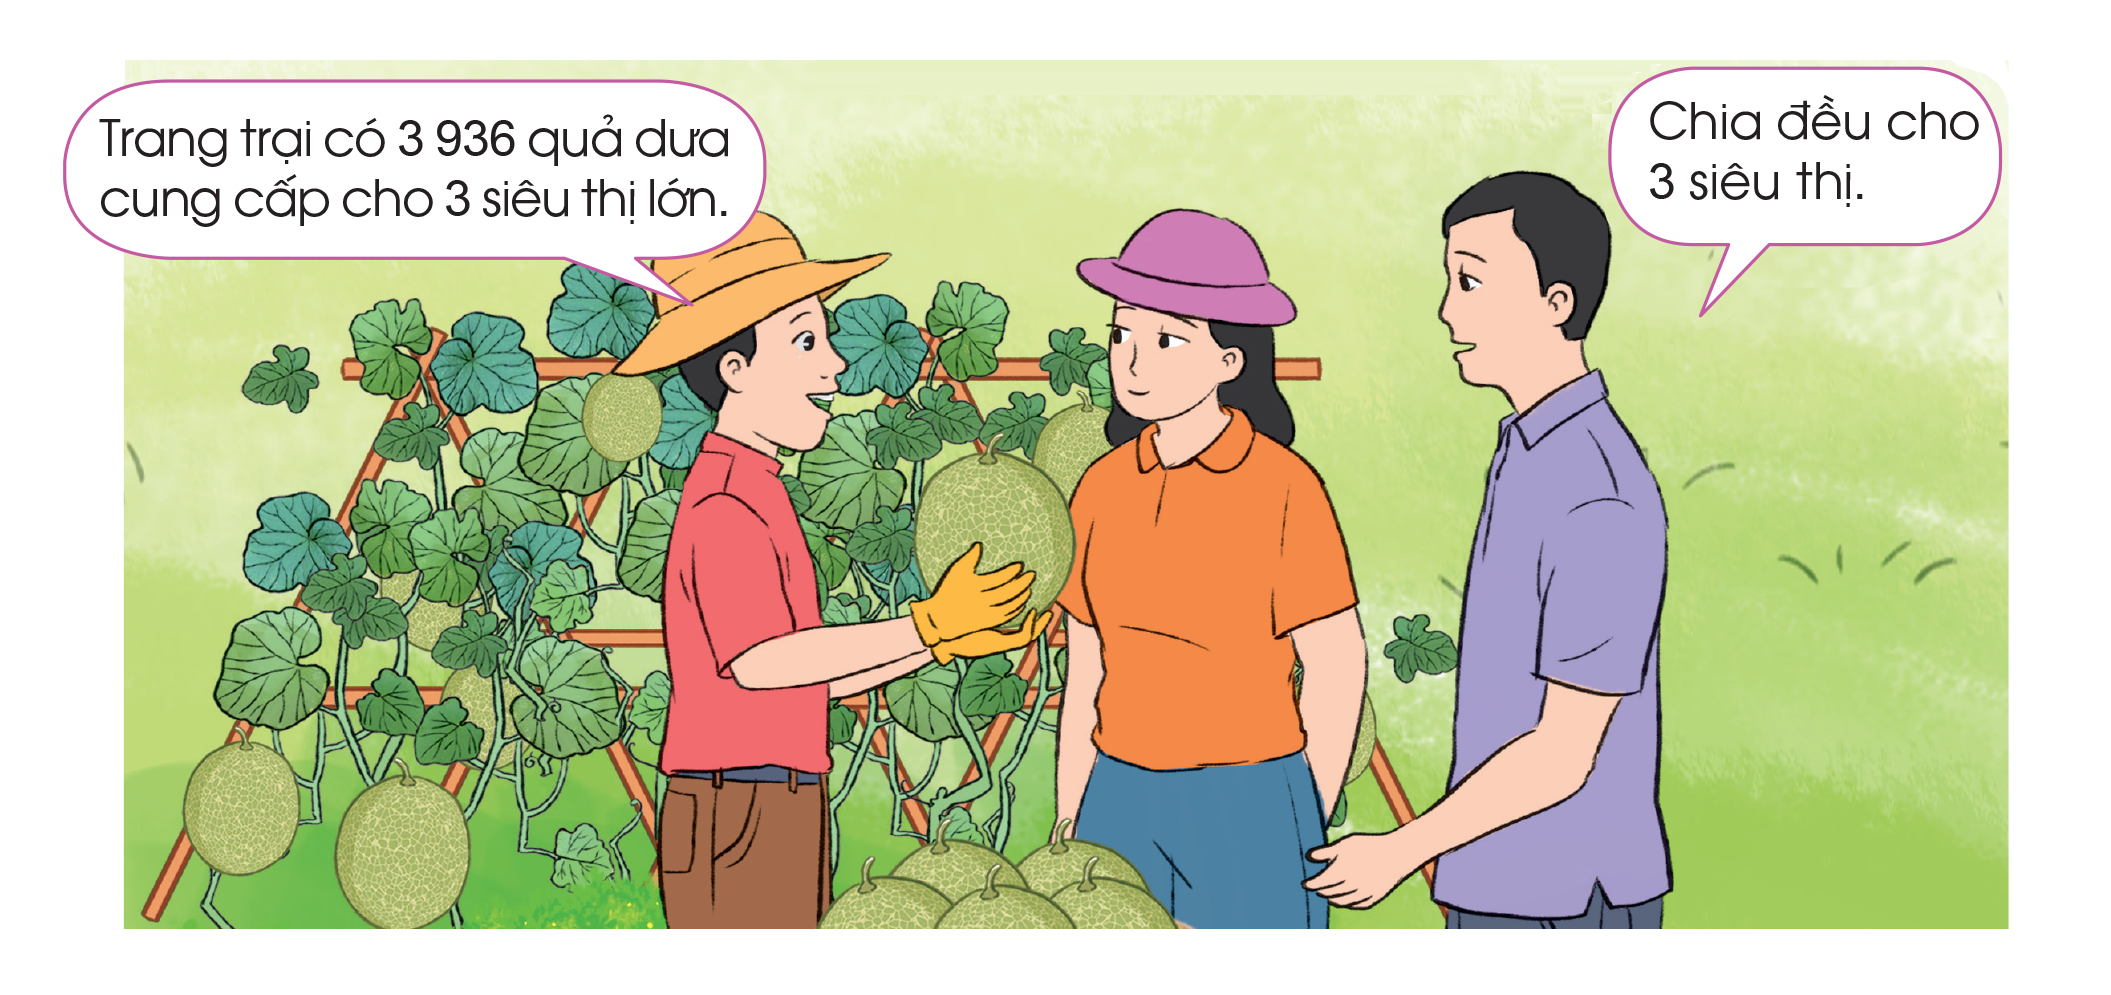 Trang trại có 3 936 quả dưa
cung cấp cho 3 siêu thị lớn.
Chia đều cho
3 siêu thị.